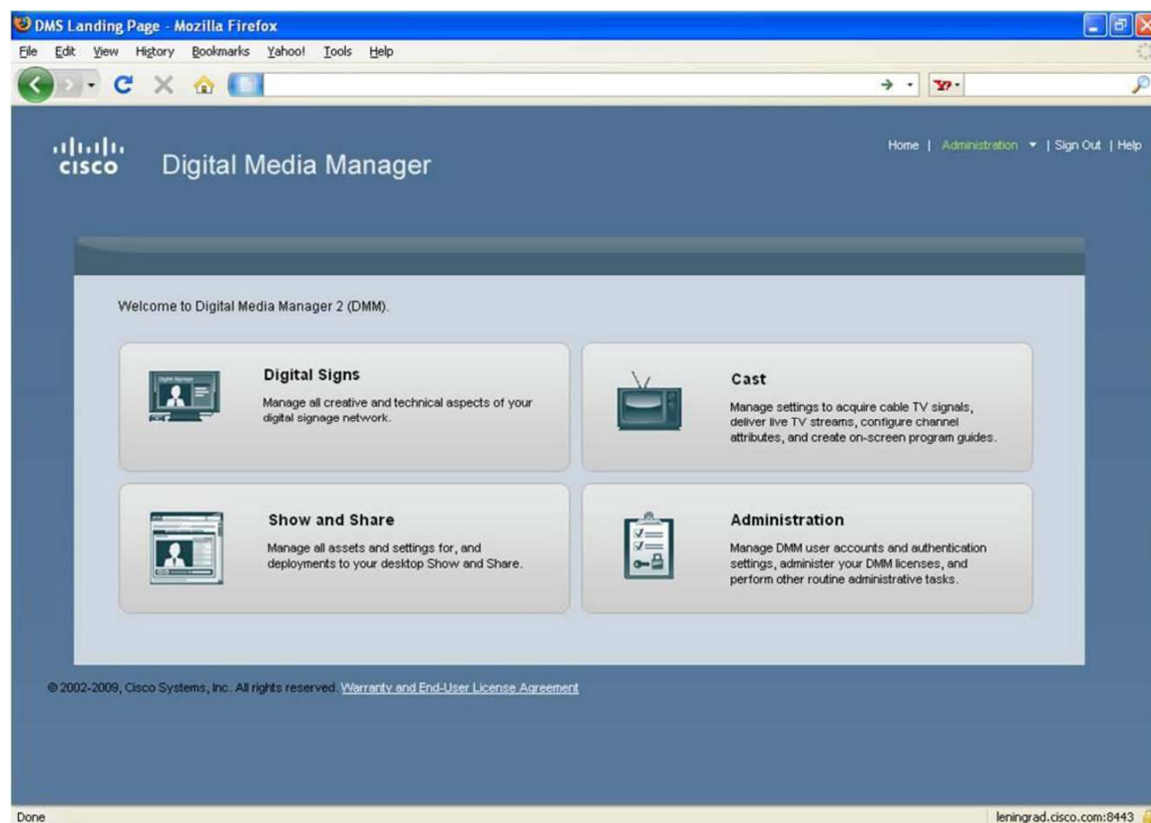 DMS Landing Page - Mozilla Firefox
File Edit View History Bookmarks Yahoo! Tools Help
cisco
Digital Media Manager
Home | Administration | Sign Out | Help
Welcome to Digital Media Manager 2 (DMM).
Digital Signs
Manage all creative and technical aspects of your
digital signage network.
Cast
Manage settings to acquire cable TV signals,
deliver live TV streams, configure channel
attributes, and create on-screen program guides.
Show and Share
Manage all assets and settings for, and
deployments to your desktop Show and Share.
Administration
Manage DMM user accounts and authentication
settings, administer your DMM licenses, and
perform other routine administrative tasks.
© 2002-2009, Cisco Systems, Inc. All rights reserved. Warranty and End-User License Agreement
Done
leningrad.cisco.com:8443